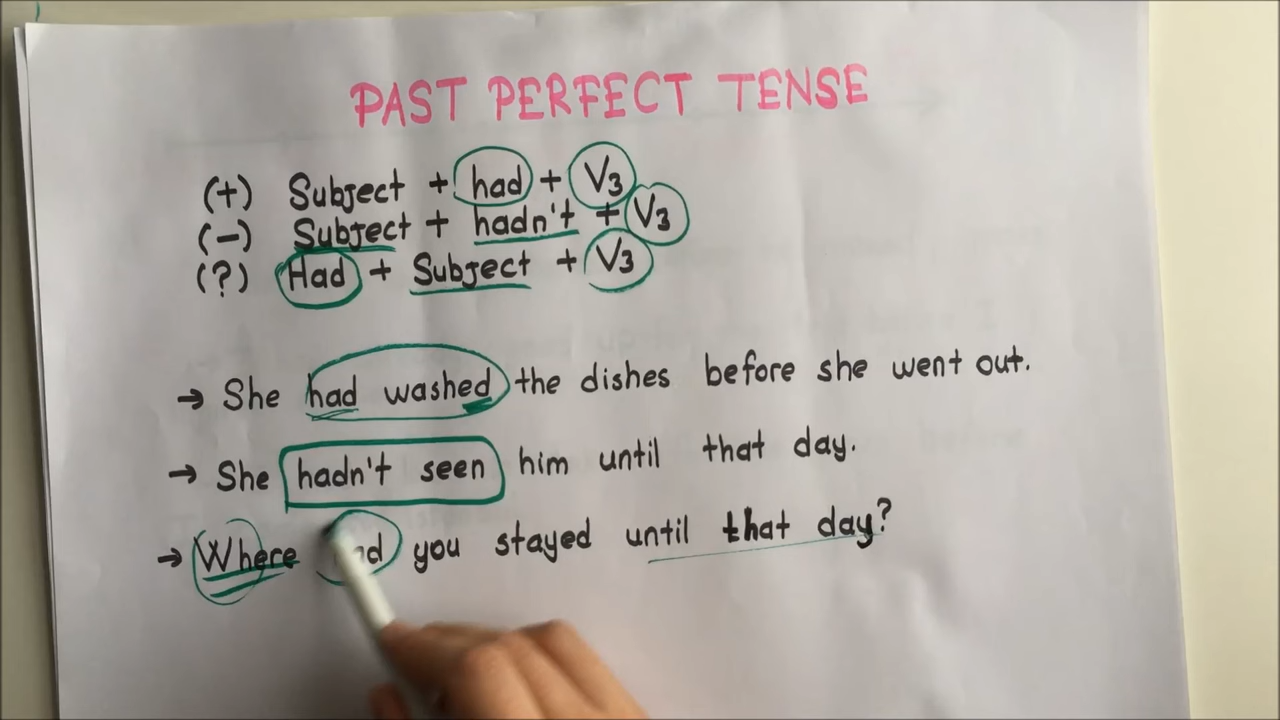 PAST PERFECT TENSE
(+) Subject + had + V3
(-) Subject + hadn't + V3
(?) Had + Subject + V3
→ She had washed the dishes before she went out.
→ She hadn't seen him until that day.
→ Where you stayed until that day?